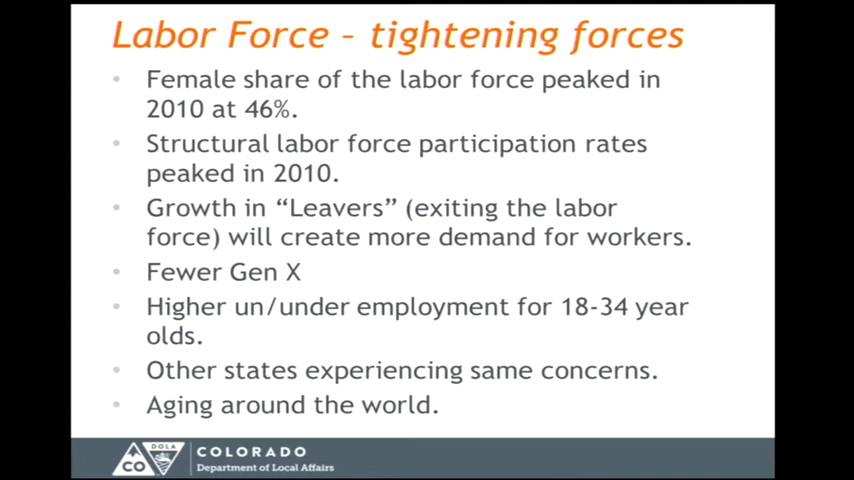 Labor Force – tightening forces
• Female share of the labor force peaked in
2010 at 46%.
• Structural labor force participation rates
peaked in 2010.
• Growth in “Leavers” (exiting the labor
force) will create more demand for workers.
• Fewer Gen X
• Higher un/under employment for 18-34 year
olds.
• Other states experiencing same concerns.
• Aging around the world.
CO
DOLA
COLORADO
Department of Local Affairs